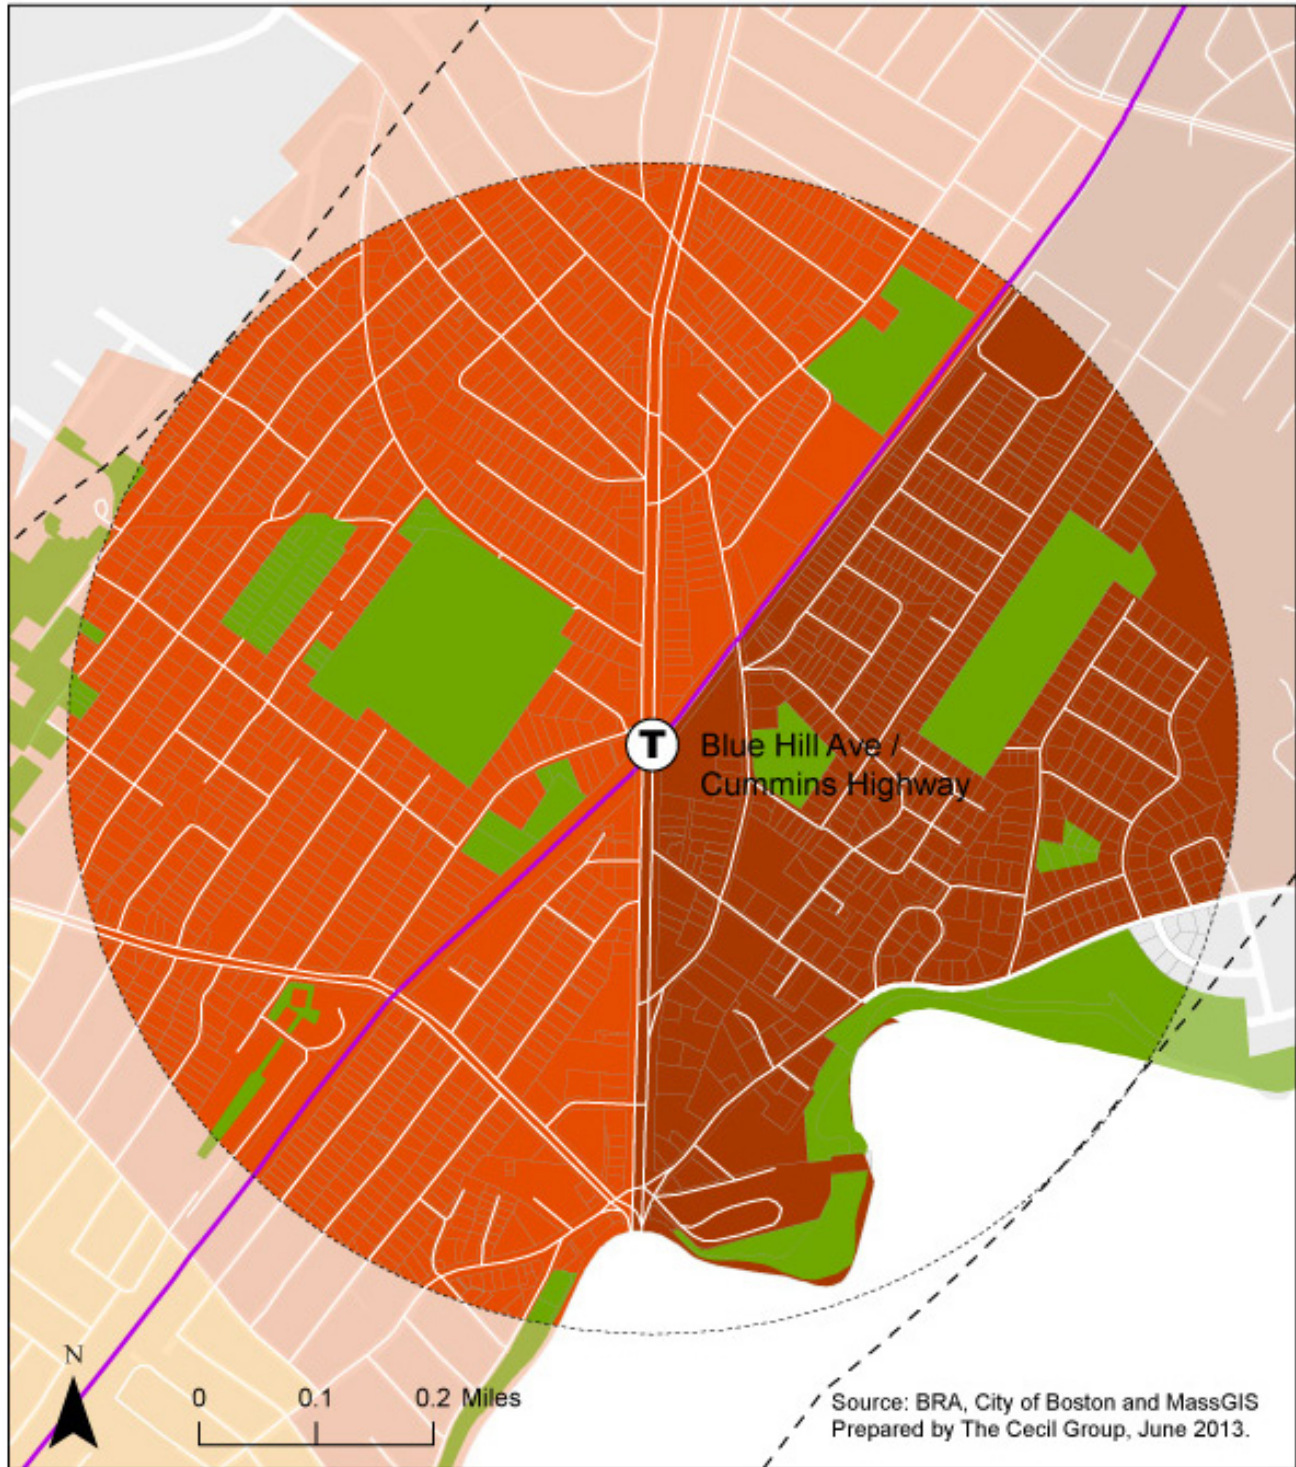 T
Blue Hill Ave /
Cummins Highway
N
0 0.1 0.2 Miles
Source: BRA, City of Boston and MassGIS
Prepared by The Cecil Group, June 2013.